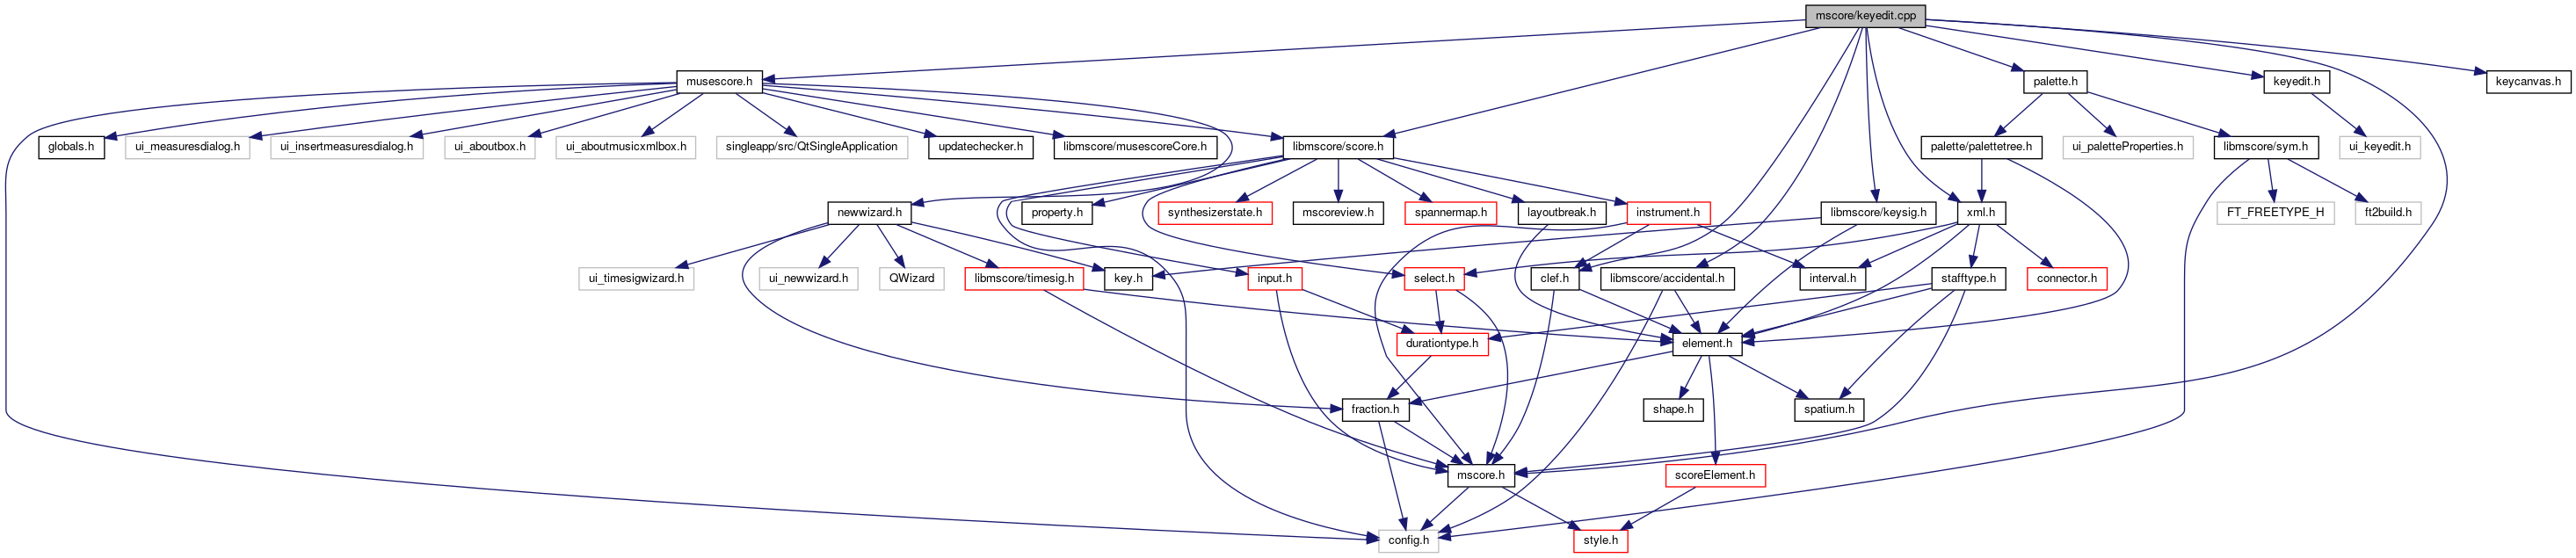 mscore/keyedit.cpp
musescore.h
palette.h
keyedit.h
keycanvas.h
globals.h
ui_measuresdialog.h
ui_insertmeasuresdialog.h
ui_aboutbox.h
ui_aboutmusicxmlbox.h
singleapp/src/QtSingleApplication
updatechecker.h
libmscore/musescoreCore.h
libmscore/score.h
palette/palettetree.h
ui_paletteProperties.h
libmscore/sym.h
ui_keyedit.h
newwizard.h
property.h
synthesizerstate.h
mscoreview.h
spannermap.h
layoutbreak.h
instrument.h
libmscore/keysig.h
xml.h
FT_FREETYPE_H
ft2build.h
ui_timesigwizard.h
ui_newwizard.h
QWizard
libmscore/timesig.h
key.h
input.h
select.h
clef.h
libmscore/accidental.h
interval.h
stafftype.h
connector.h
durationtype.h
element.h
fraction.h
shape.h
spatium.h
mscore.h
scoreElement.h
config.h
style.h